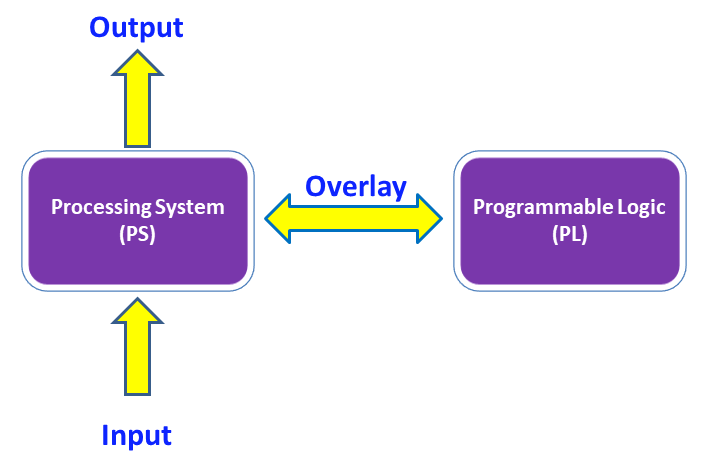 Output
Overlay
Processing System
(PS)
Programmable Logic
(PL)
Input